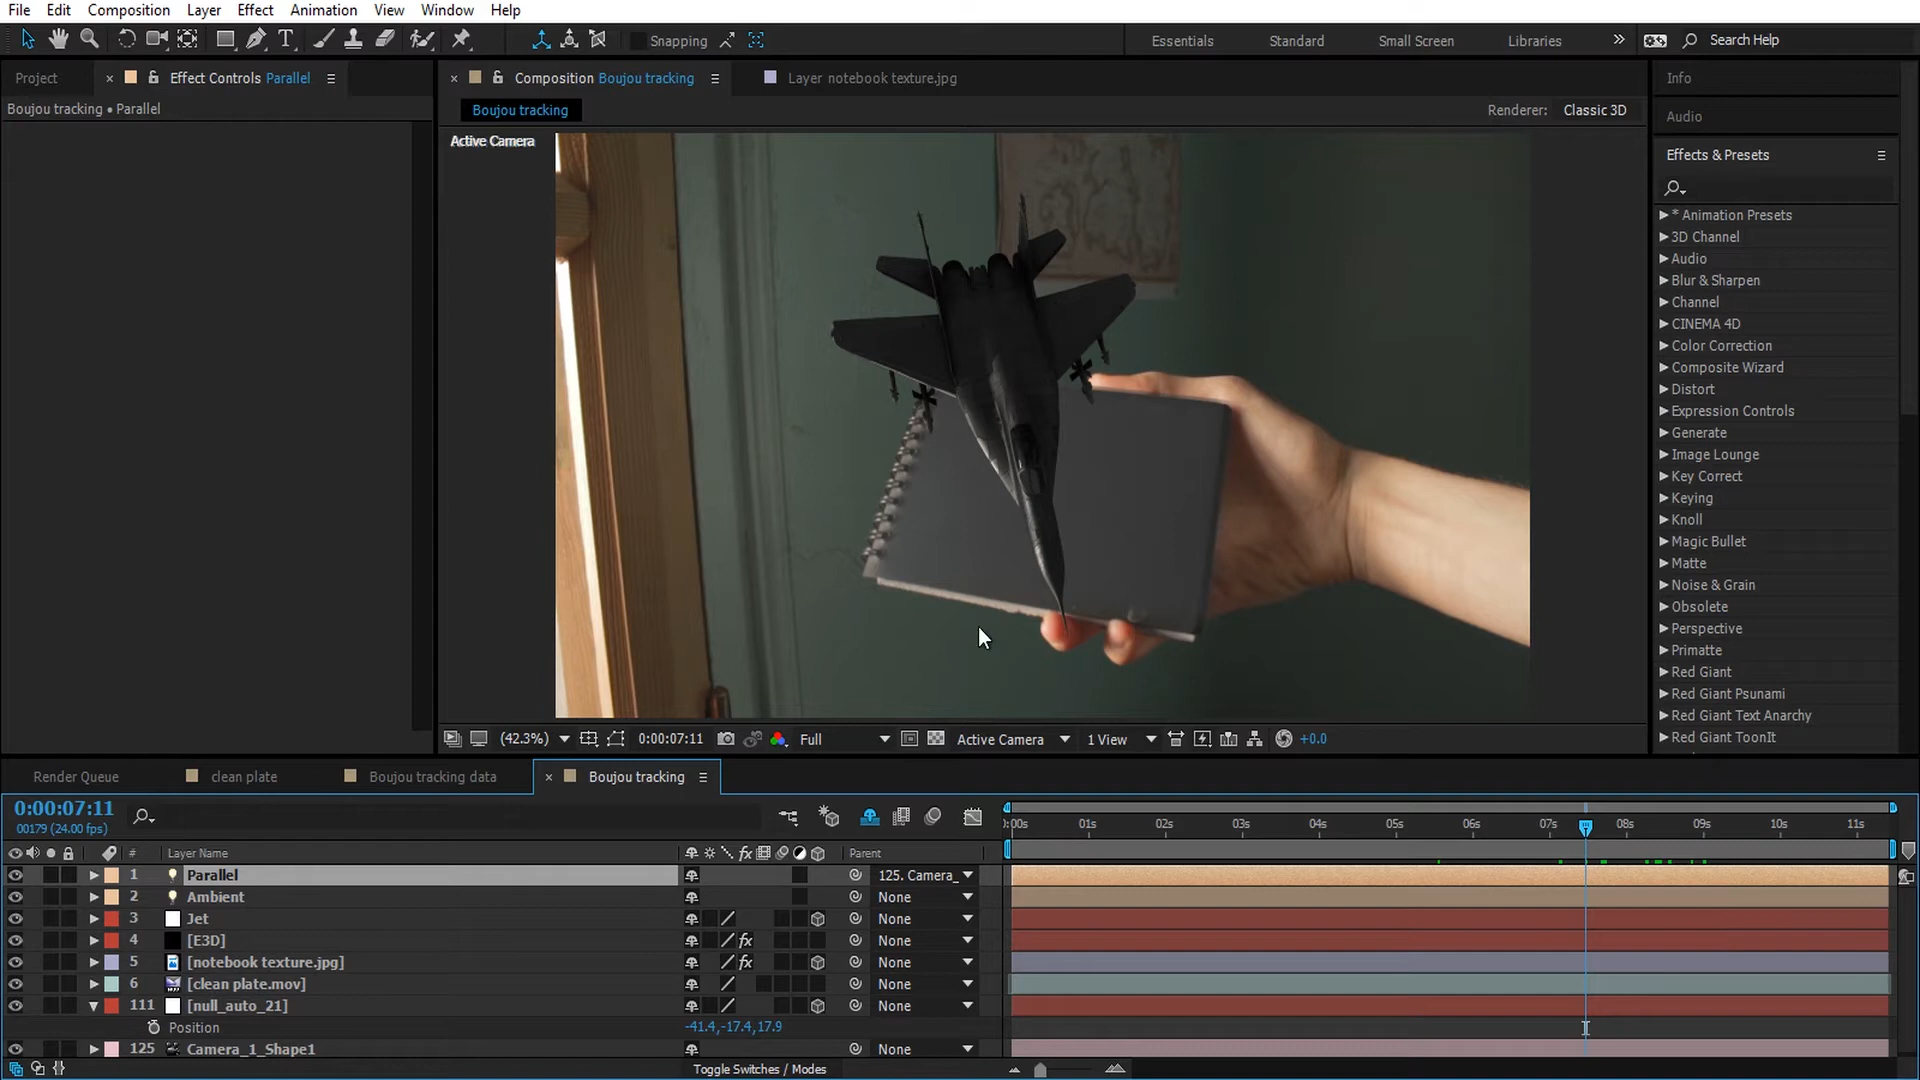 File Edit Composition Layer Effect Animation View Window Help
Snapping
Essentials Standard Small Screen Libraries Search Help
Project Effect Controls Parallel
Composition Boujou tracking
Layer notebook texture.jpg
Boujou tracking • Parallel
Boujou tracking
Renderer: Classic 3D
Active Camera
Info
Audio
Effects & Presets
* Animation Presets
3D Channel
Audio
Blur & Sharpen
Channel
CINEMA 4D
Color Correction
Composite Wizard
Distort
Expression Controls
Generate
Image Lounge
Key Correct
Keying
Knoll
Magic Bullet
Matte
Noise & Grain
Obsolete
Perspective
Primatte
Red Giant
Red Giant Psunami
Red Giant Text Anarchy
Red Giant ToonIt
(42.3%) 0:00:07:11 Full Active Camera 1 View +0.0
Render Queue clean plate Boujou tracking data Boujou tracking
0:00:07:11
00179 (24.00 fps)
:00s 01s 02s 03s 04s 05s 06s 07s 08s 09s 10s 11s
# Layer Name fx Parent
1 Parallel 125. Camera_
2 Ambient None
3 Jet None
4 [E3D] fx None
5 [notebook texture.jpg] fx None
6 [clean plate.mov] None
111 [null_auto_21] None
Position -41.4,-17.4,17.9
125 Camera_1_Shape1 None
Toggle Switches / Modes